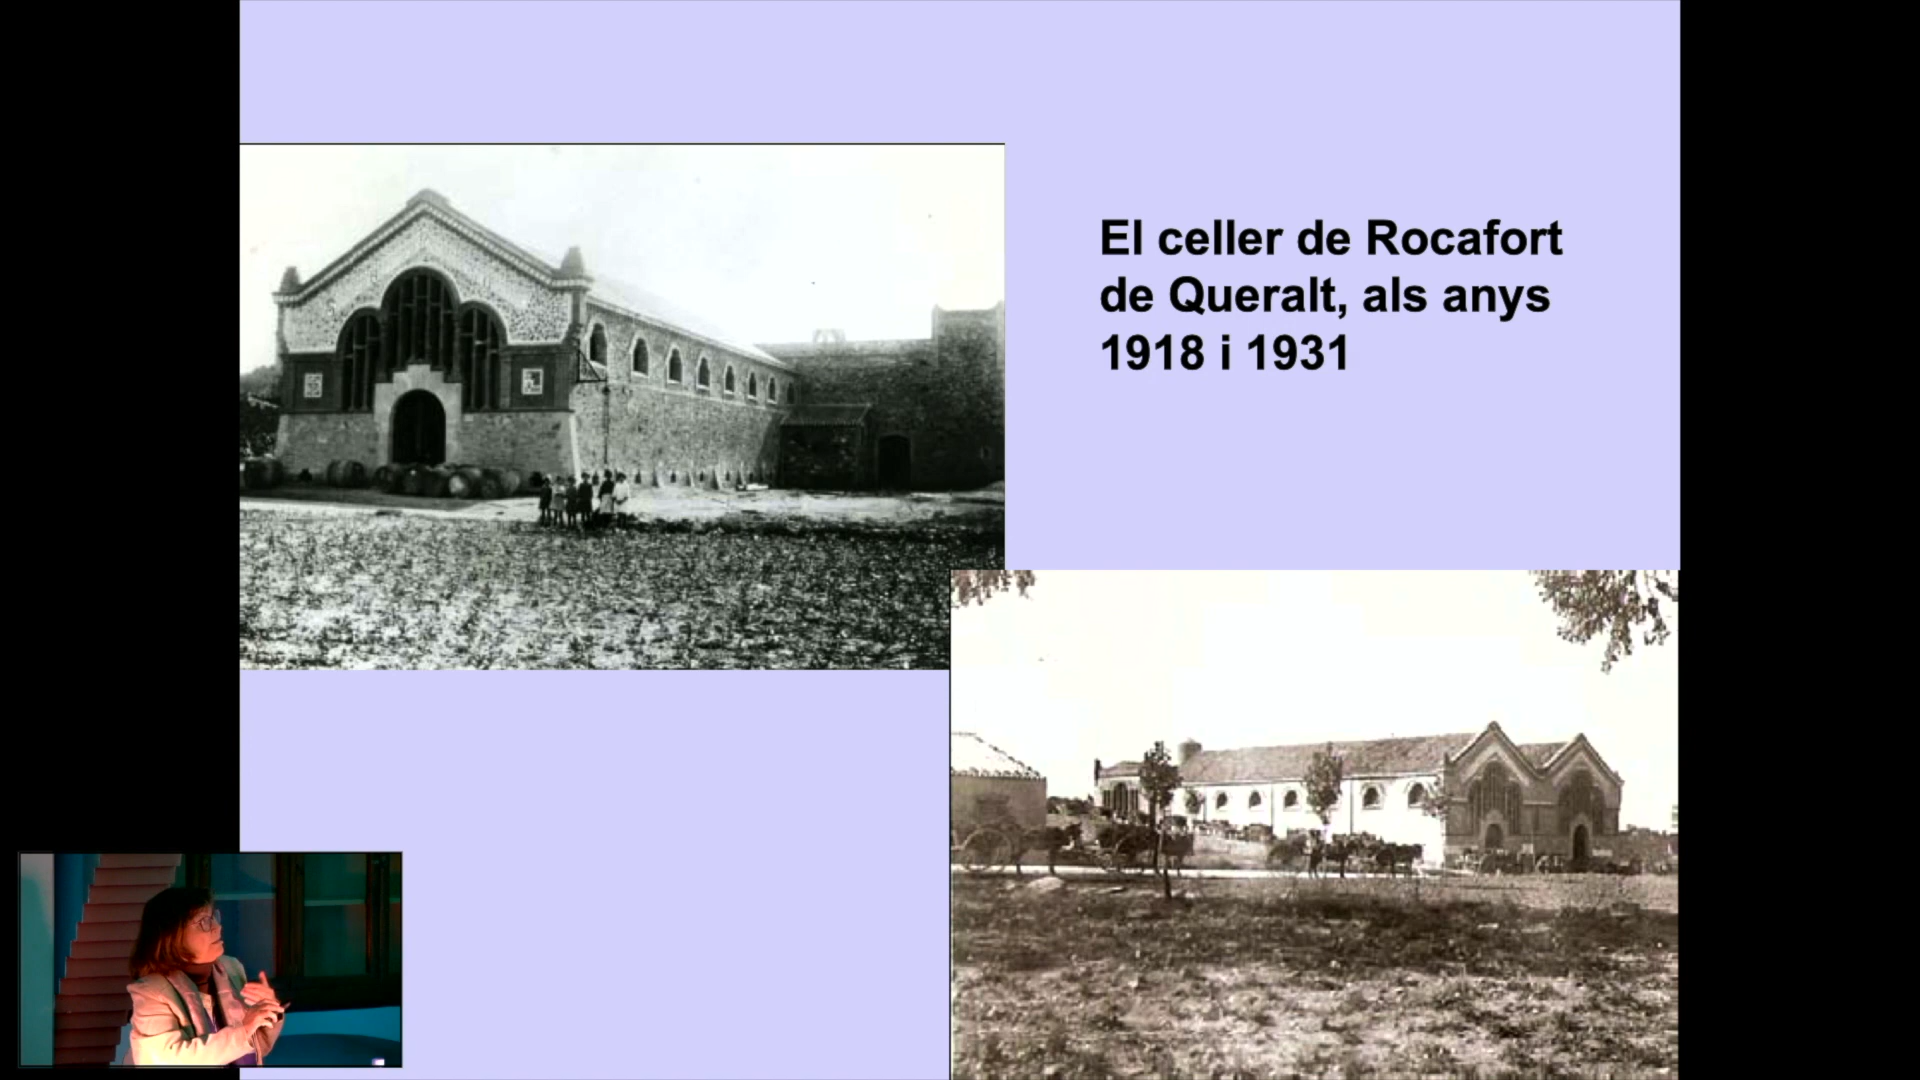 El celler de Rocafort
de Queralt, als anys
1918 i 1931